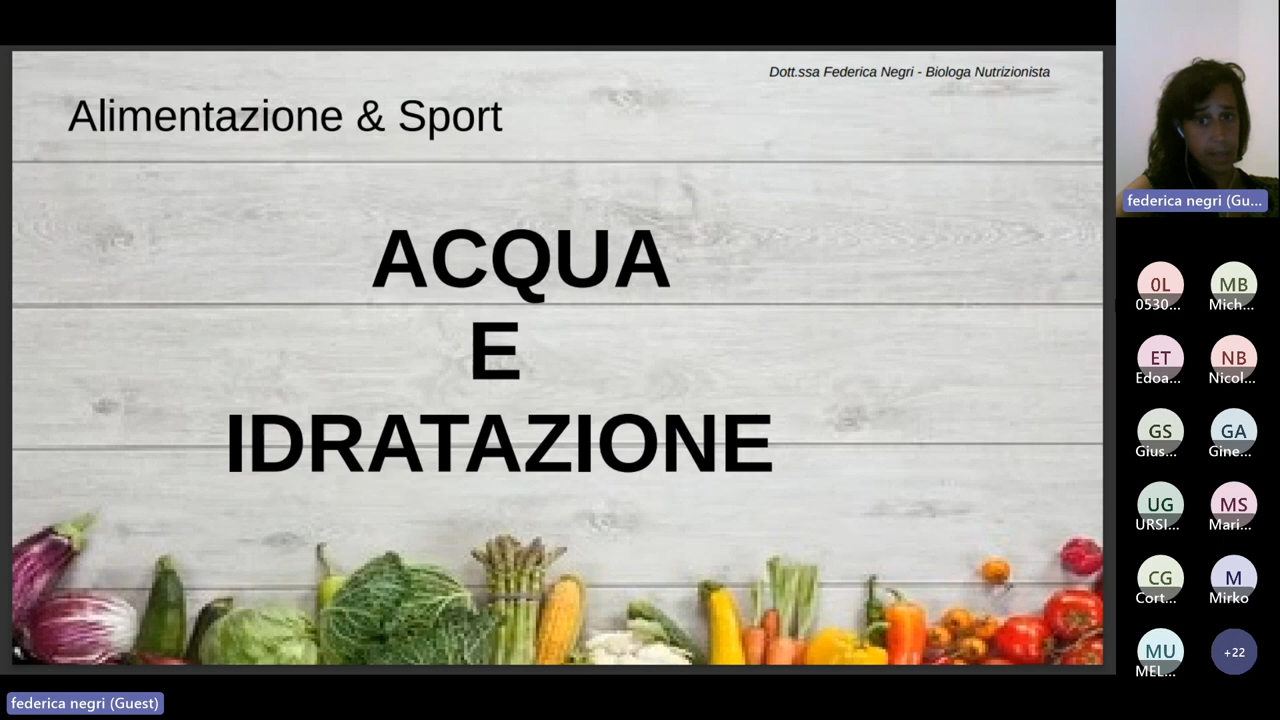 Dott.ssa Federica Negri - Biologa Nutrizionista
Alimentazione & Sport
ACQUA
E
IDRATAZIONE
federica negri (Gu...
0L
0530...
MB
Mich...
ET
Edoa...
NB
Nicol...
GS
Gius...
GA
Gine...
UG
URSI...
MS
Mari...
CG
Cort...
M
Mirko
MU
MEL...
+22
federica negri (Guest)